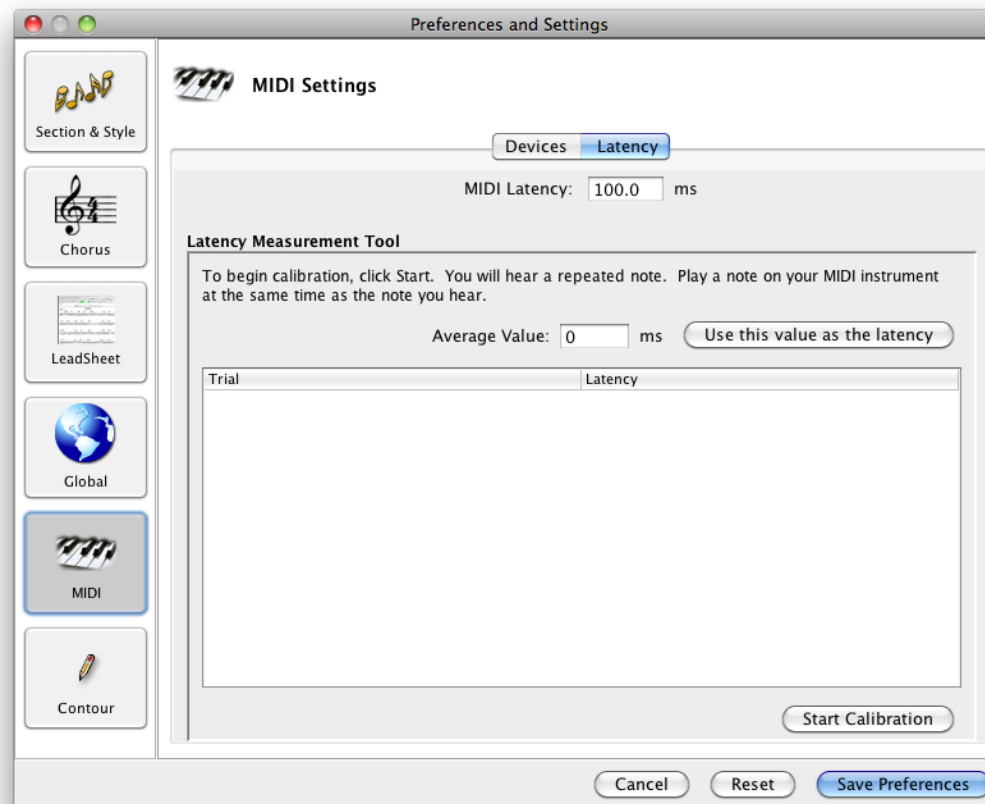 Preferences and Settings
Section & Style
Chorus
LeadSheet
Global
MIDI
Contour
MIDI Settings
Devices Latency
MIDI Latency: 100.0 ms
Latency Measurement Tool
To begin calibration, click Start. You will hear a repeated note. Play a note on your MIDI instrument
at the same time as the note you hear.
Average Value: 0 ms Use this value as the latency
Trial Latency
Start Calibration
Cancel Reset Save Preferences